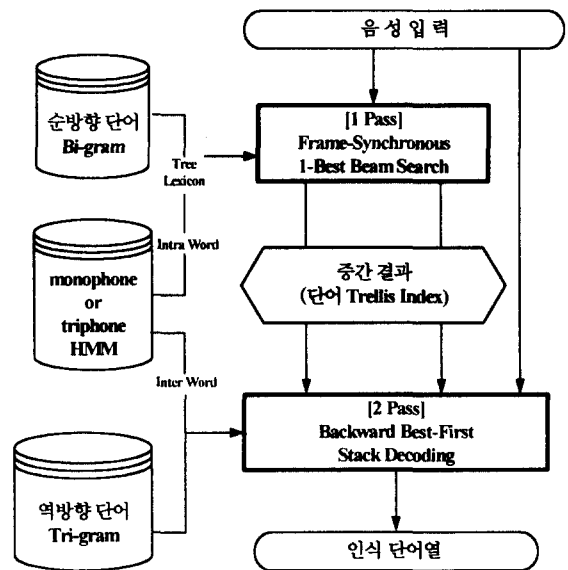 음성입력
순방향 단어
Bi-gram
[1 Pass]
Frame-Synchronous
1-Best Beam Search
Tree
Lexicon
Intra Word
monophone
or
triphone
HMM
중간 결과
(단어 Trellis Index)
Inter Word
[2 Pass]
Backward Best-First
Stack Decoding
역방향 단어
Tri-gram
인식 단어열